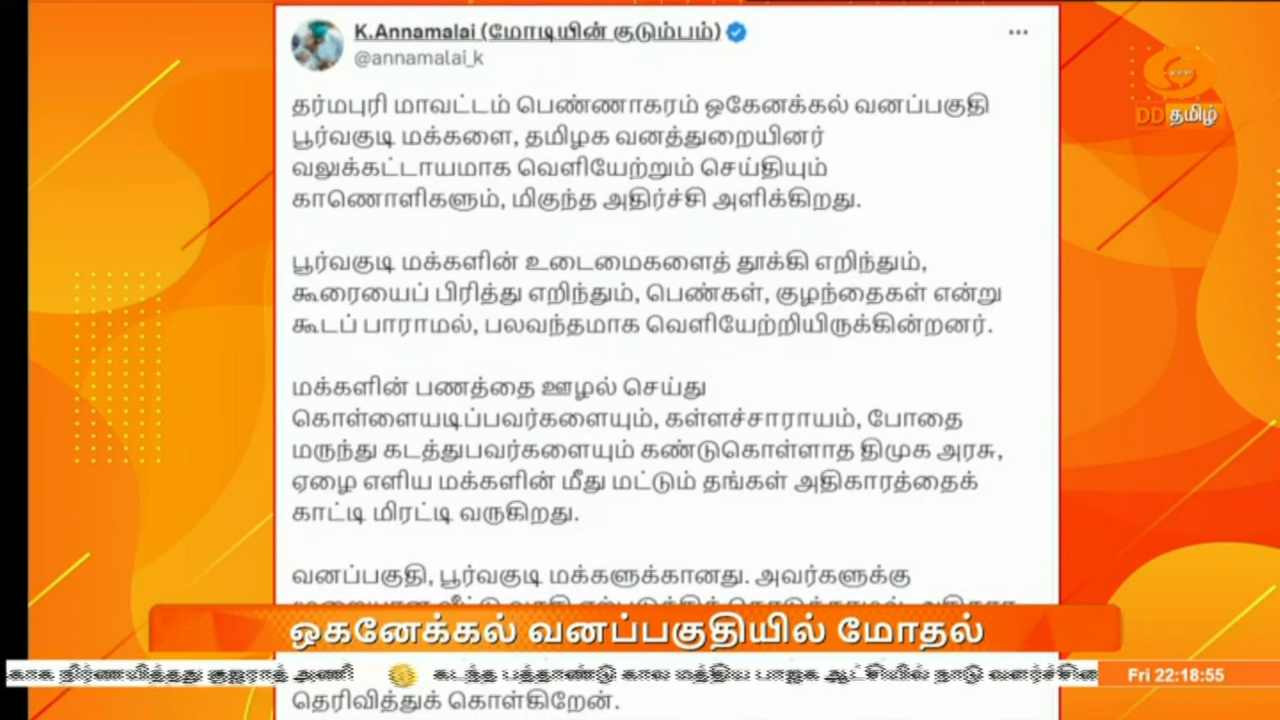 K.Annamalai (மோடியின் குடும்பம்)
@annamalai_k
தர்மபுரி மாவட்டம் பெண்ணாகரம் ஒகேனக்கல் வனப்பகுதி
பூர்வகுடி மக்களை, தமிழக வனத்துறையினர்
வலுக்கட்டாயமாக வெளியேற்றும் செய்தியும்
காணொளிகளும், மிகுந்த அதிர்ச்சி அளிக்கிறது.
பூர்வகுடி மக்களின் உடைமைகளைத் தூக்கி எறிந்தும்,
கூரையைப் பிரித்து எறிந்தும், பெண்கள், குழந்தைகள் என்று
கூடப் பாராமல், பலவந்தமாக வெளியேற்றியிருக்கின்றனர்.
மக்களின் பணத்தை ஊழல் செய்து
கொள்ளையடிப்பவர்களையும், கள்ளச்சாராயம், போதை
மருந்து கடத்துபவர்களையும் கண்டுகொள்ளாத திமுக அரசு,
ஏழை எளிய மக்களின் மீது மட்டும் தங்கள் அதிகாரத்தைக்
காட்டி மிரட்டி வருகிறது.
வனப்பகுதி, பூர்வகுடி மக்களுக்கானது. அவர்களுக்கு
ஒகனேக்கல் வனப்பகுதியில் மோதல்
Fri 22:18:55
தெரிவித்துக் கொள்கிறேன்.
DD தமிழ்